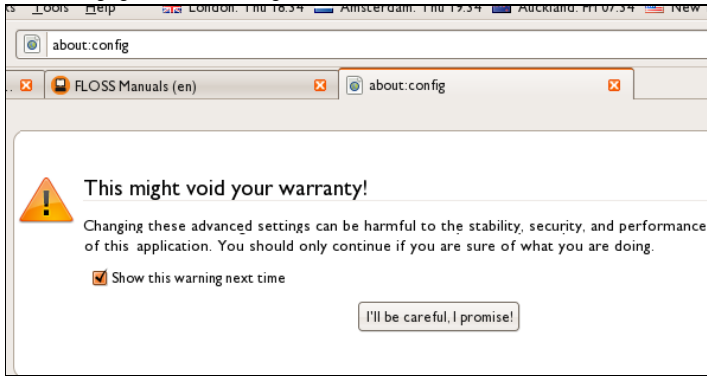 Tools Help London: Thu 18:34 Amsterdam: Thu 19:34 Auckland: Fri 07:34 New
about:config
FLOSS Manuals (en) about:config
This might void your warranty!
Changing these advanced settings can be harmful to the stability, security, and performance
of this application. You should only continue if you are sure of what you are doing.
Show this warning next time
I'll be careful, I promise!